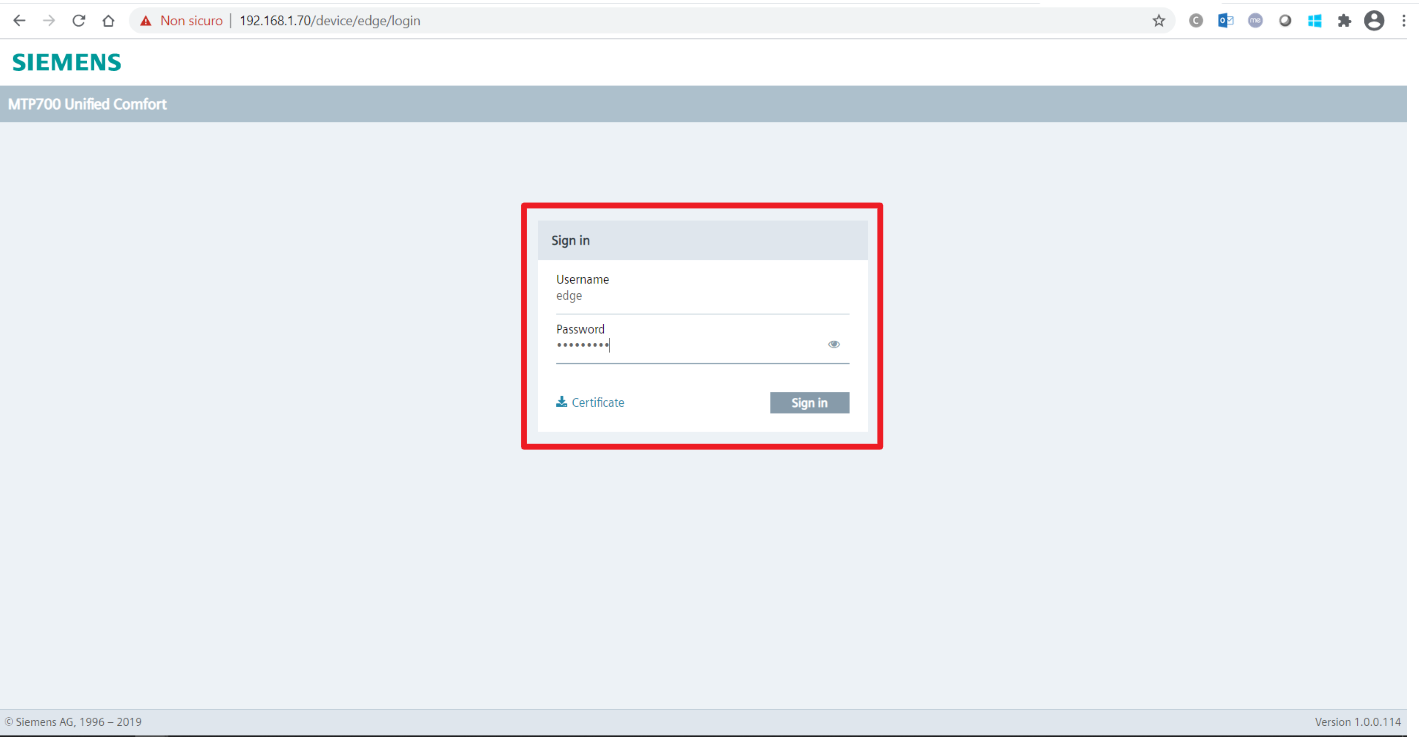 Non sicuro | 192.168.1.70/device/edge/login
SIEMENS
MTP700 Unified Comfort
Sign in
Username
edge
Password
•••••••••
Certificate
Sign in
© Siemens AG, 1996 – 2019
Version 1.0.0.114